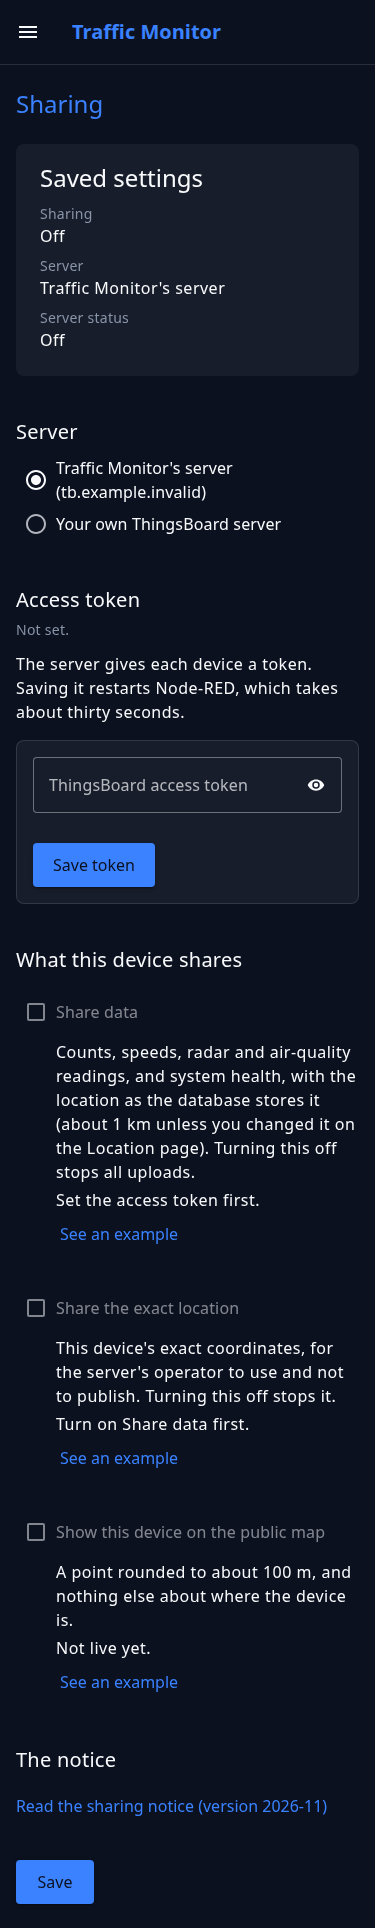 Traffic Monitor
Sharing
Saved settings
Sharing
Off
Server
Traffic Monitor's server
Server status
Off
Server
Traffic Monitor's server
(tb.example.invalid)
Your own ThingsBoard server
Access token
Not set.
The server gives each device a token.
Saving it restarts Node-RED, which takes
about thirty seconds.
ThingsBoard access token
Save token
What this device shares
Share data
Counts, speeds, radar and air-quality
readings, and system health, with the
location as the database stores it
(about 1 km unless you changed it on
the Location page). Turning this off
stops all uploads.
Set the access token first.
See an example
Share the exact location
This device's exact coordinates, for
the server's operator to use and not
to publish. Turning this off stops it.
Turn on Share data first.
See an example
Show this device on the public map
A point rounded to about 100 m, and
nothing else about where the device
is.
Not live yet.
See an example
The notice
Read the sharing notice (version 2026-11)
Save